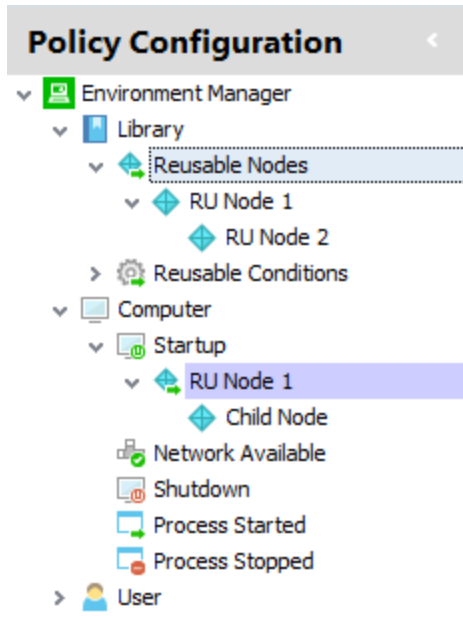 Policy Configuration
Environment Manager
Library
Reusable Nodes
RU Node 1
RU Node 2
Reusable Conditions
Computer
Startup
RU Node 1
Child Node
Network Available
Shutdown
Process Started
Process Stopped
User